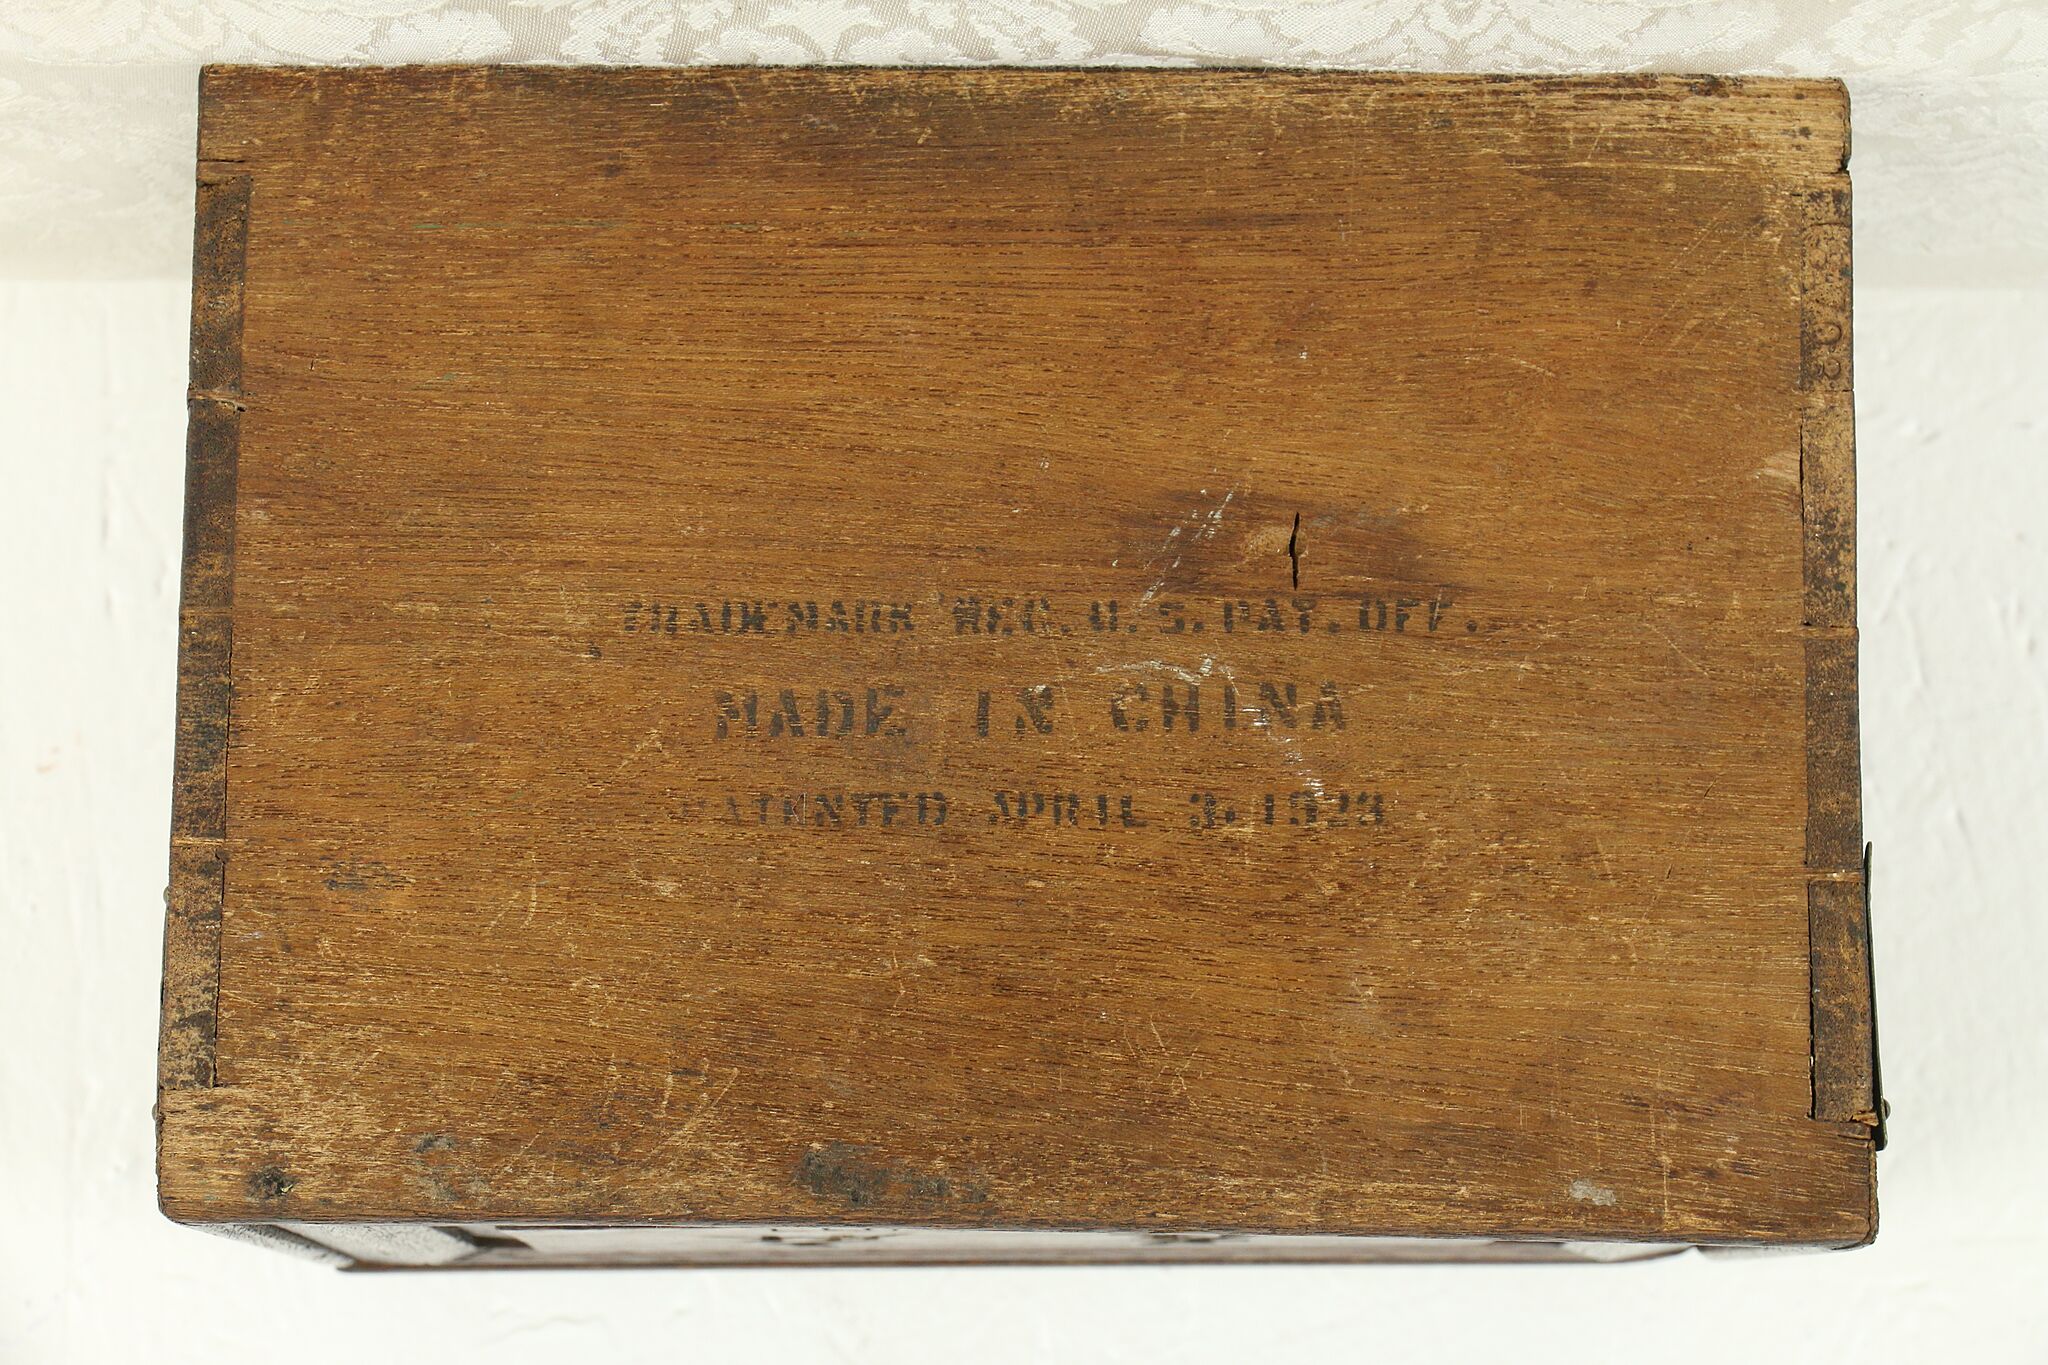 TRADEMARK REG. U. S. PAT. OFF.
MADE IN CHINA
PATENTED APRIL 3. 1923